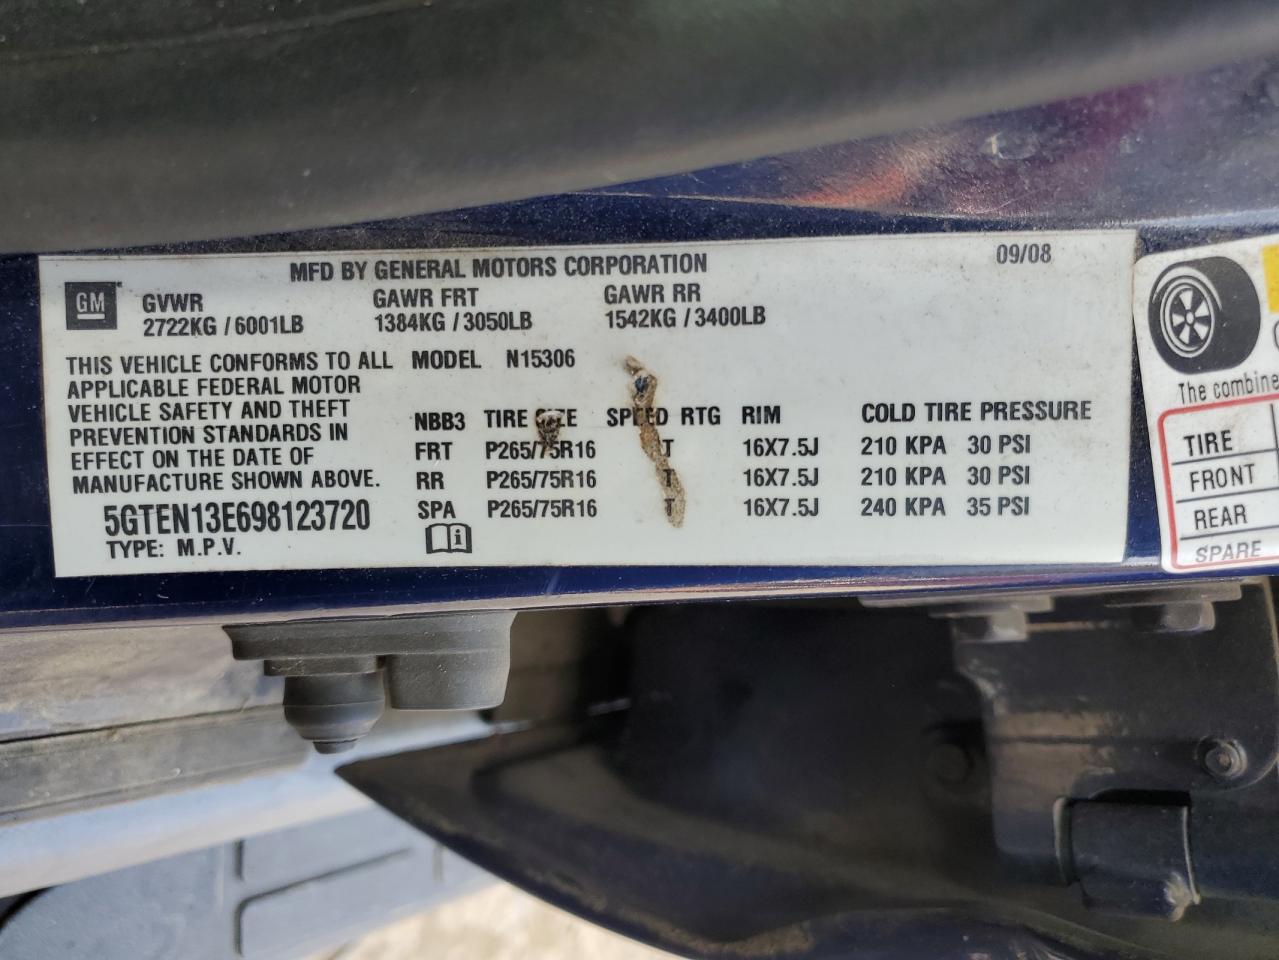 MFD BY GENERAL MOTORS CORPORATION 09/08
GM GVWR GAWR FRT GAWR RR
2722KG / 6001LB 1384KG / 3050LB 1542KG / 3400LB
THIS VEHICLE CONFORMS TO ALL MODEL N15306
APPLICABLE FEDERAL MOTOR
VEHICLE SAFETY AND THEFT
PREVENTION STANDARDS IN
EFFECT ON THE DATE OF
MANUFACTURE SHOWN ABOVE.
5GTEN13E698123720
TYPE: M.P.V.
NBB3 TIRE SIZE SPEED RTG RIM COLD TIRE PRESSURE
FRT P265/75R16 T 16X7.5J 210 KPA 30 PSI
RR P265/75R16 T 16X7.5J 210 KPA 30 PSI
SPA P265/75R16 T 16X7.5J 240 KPA 35 PSI
i
The combine
TIRE
FRONT
REAR
SPARE